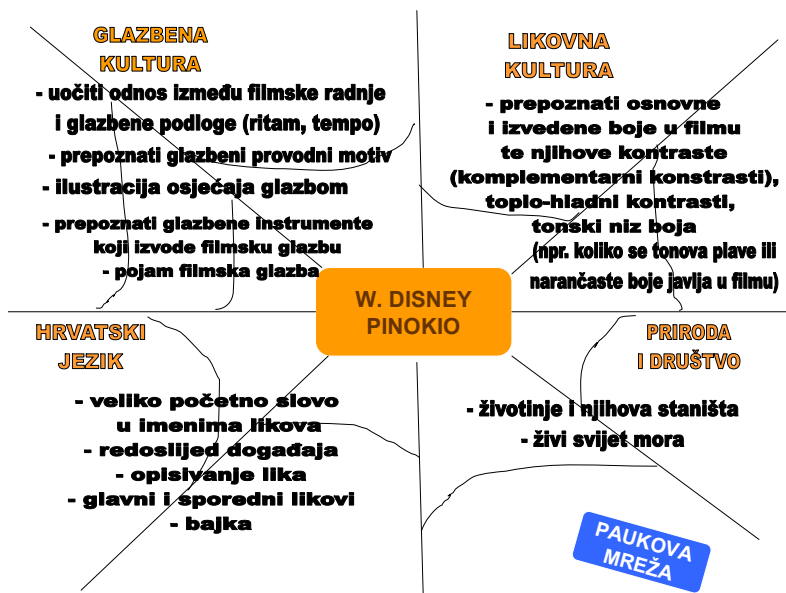 GLAZBENA
KULTURA
- uočiti odnos između filmske radnje
i glazbene podloge (ritam, tempo)
- prepoznati glazbeni provodni motiv
- ilustracija osjećaja glazbom
- prepoznati glazbene instrumente
koji izvode filmsku glazbu
- pojam filmska glazba
LIKOVNA
KULTURA
- prepoznati osnovne
i izvedene boje u filmu
te njihove kontraste
(komplementarni konstrasti),
toplo-hladni kontrasti,
tonski niz boja
(npr. koliko se tonova plave ili
narančaste boje javlja u filmu)
W. DISNEY
PINOKIO
HRVATSKI
JEZIK
- veliko početno slovo
u imenima likova
- redoslijed događaja
- opisivanje lika
- glavni i sporedni likovi
- bajka
PRIRODA
I DRUŠTVO
- životinje i njihova staništa
- živi svijet mora
PAUKOVA
MREŽA